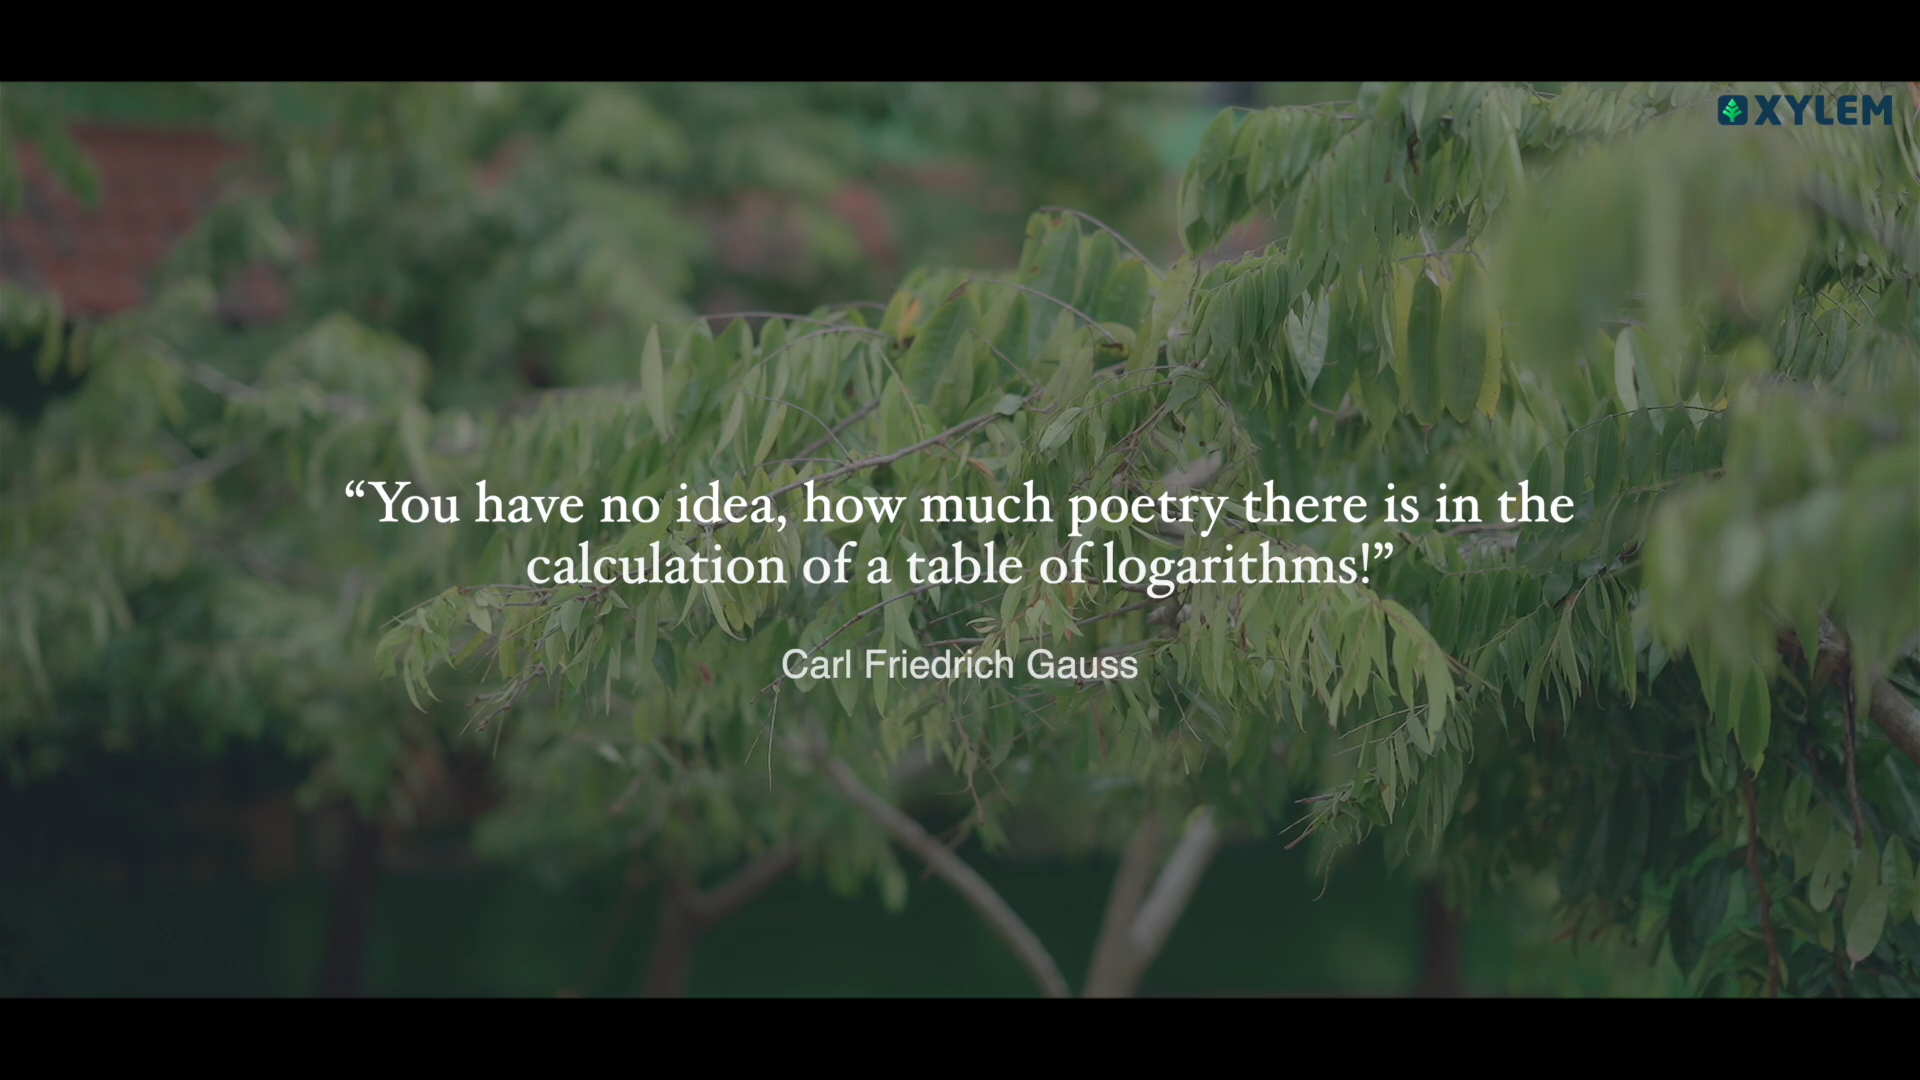 XYLEM
“You have no idea, how much poetry there is in the
calculation of a table of logarithms!”
Carl Friedrich Gauss